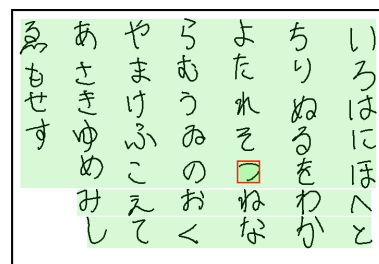 いろはにほへと
ちりぬるをわか
よたれそつねな
らむうゐのおく
やまけふこえて
あさきゆめみし
ゑもせす